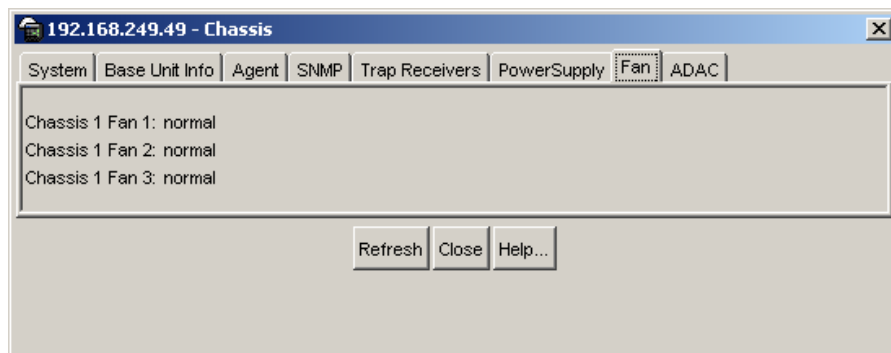 192.168.249.49 - Chassis
System Base Unit Info Agent SNMP Trap Receivers PowerSupply Fan ADAC
Chassis 1 Fan 1: normal
Chassis 1 Fan 2: normal
Chassis 1 Fan 3: normal
Refresh Close Help...